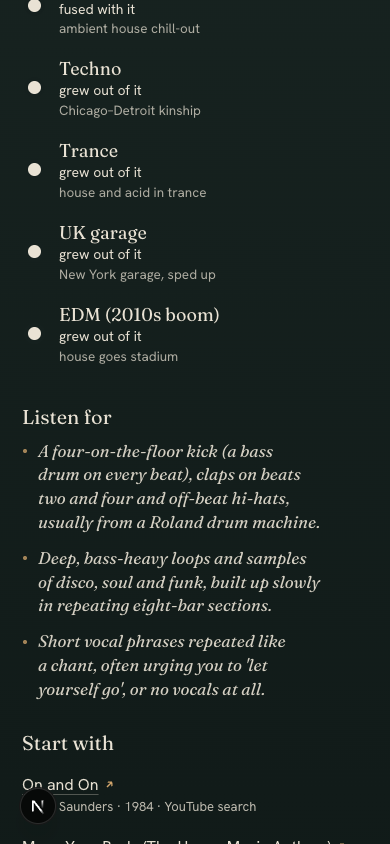 fused with it
ambient house chill-out
Techno
grew out of it
Chicago–Detroit kinship
Trance
grew out of it
house and acid in trance
UK garage
grew out of it
New York garage, sped up
EDM (2010s boom)
grew out of it
house goes stadium
Listen for
• A four-on-the-floor kick (a bass
drum on every beat), claps on beats
two and four and off-beat hi-hats,
usually from a Roland drum machine.
• Deep, bass-heavy loops and samples
of disco, soul and funk, built up slowly
in repeating eight-bar sections.
• Short vocal phrases repeated like
a chant, often urging you to 'let
yourself go', or no vocals at all.
Start with
On and On ↗
N
Saunders · 1984 · YouTube search